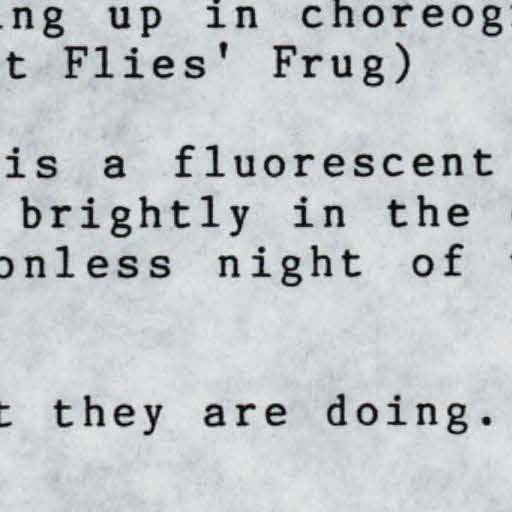 ng up in choreog
t Flies' Frug)
is a fluorescent
brightly in the
onless night of
t they are doing.